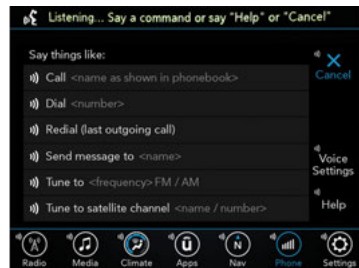 Listening... Say a command or say "Help" or "Cancel"
Say things like:
Call <name as shown in phonebook>
Cancel
Dial <number>
Redial (last outgoing call)
Send message to <name>
Voice
Settings
Tune to <frequency> FM / AM
Help
Tune to satellite channel <name / number>
ü
N
Radio
Media
Climate
Apps
Nav
Phone
Settings